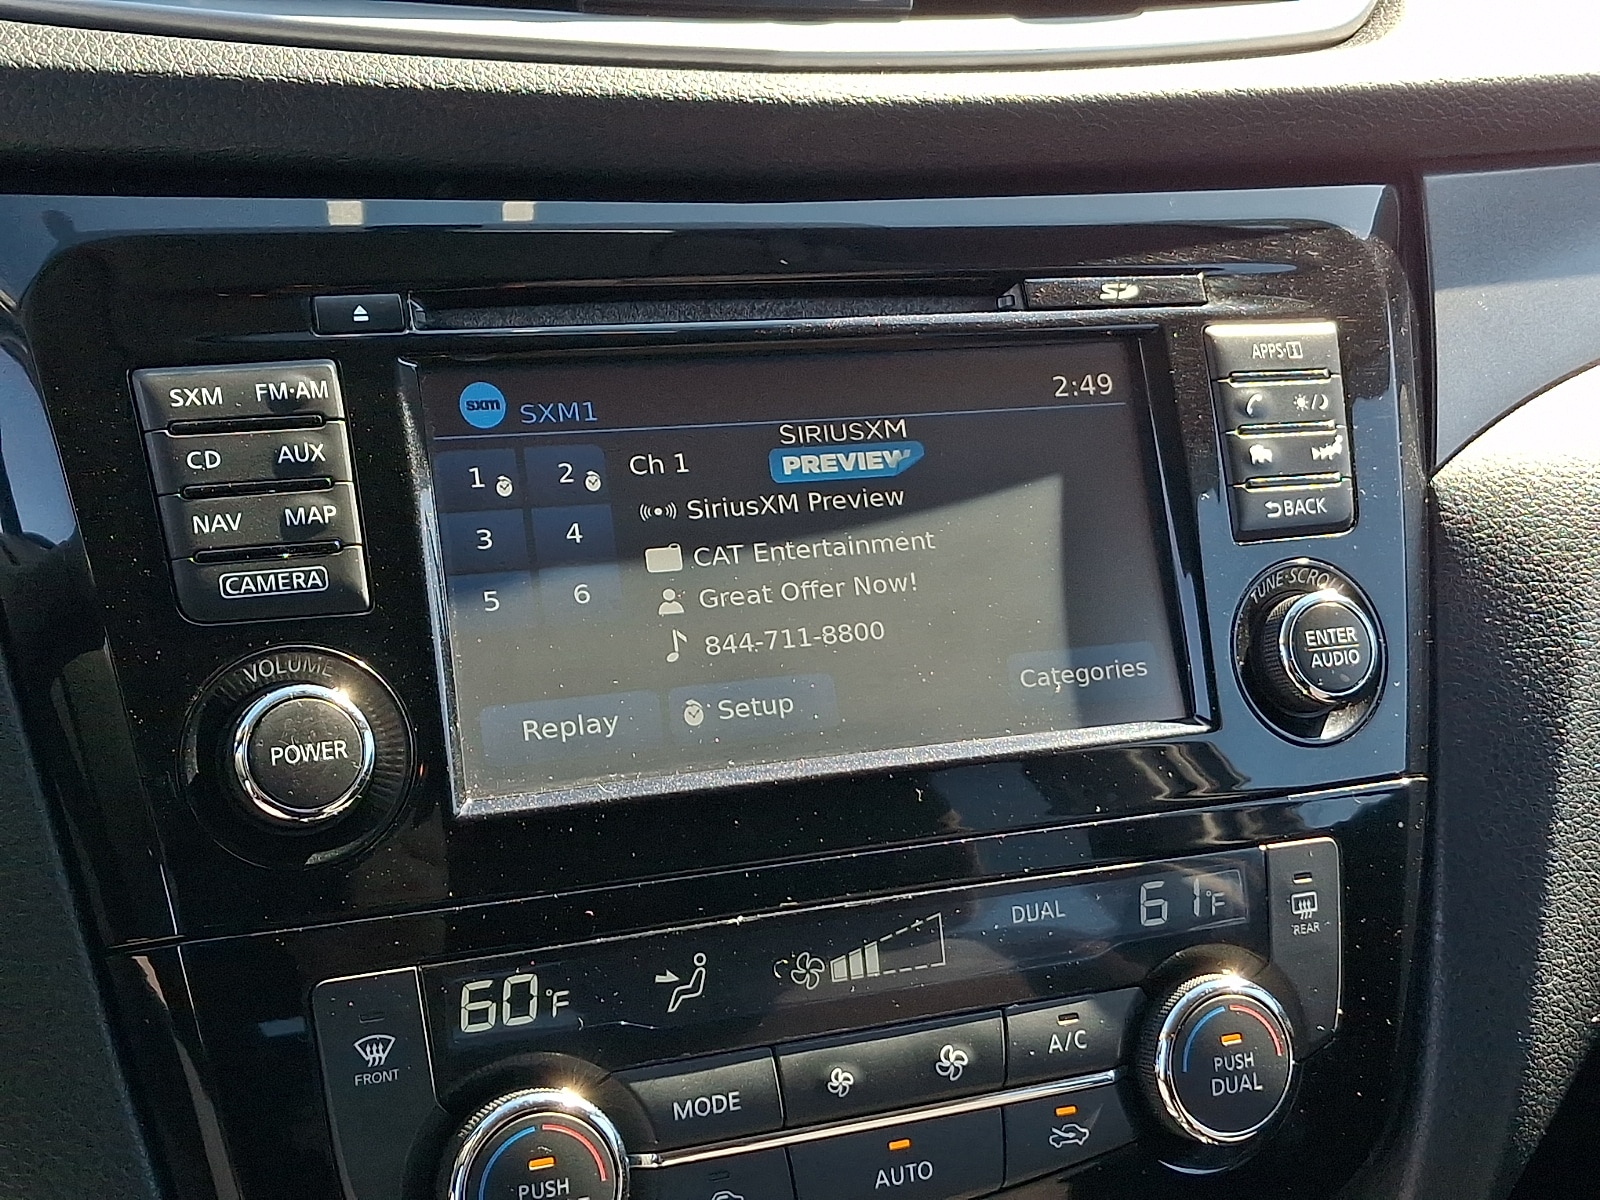 SXM FM·AM
CD AUX
NAV MAP
CAMERA
VOLUME
POWER
sxm SXM1 2:49
SIRIUSXM
PREVIEW
1 2 Ch 1
SiriusXM Preview
3 4 CAT Entertainment
5 6 Great Offer Now!
844-711-8800
Replay Setup Categories
APPS·i
BACK
TUNE·SCROLL
ENTER
AUDIO
60°F DUAL 61°F
REAR
FRONT
MODE
A/C
PUSH
DUAL
AUTO
PUSH